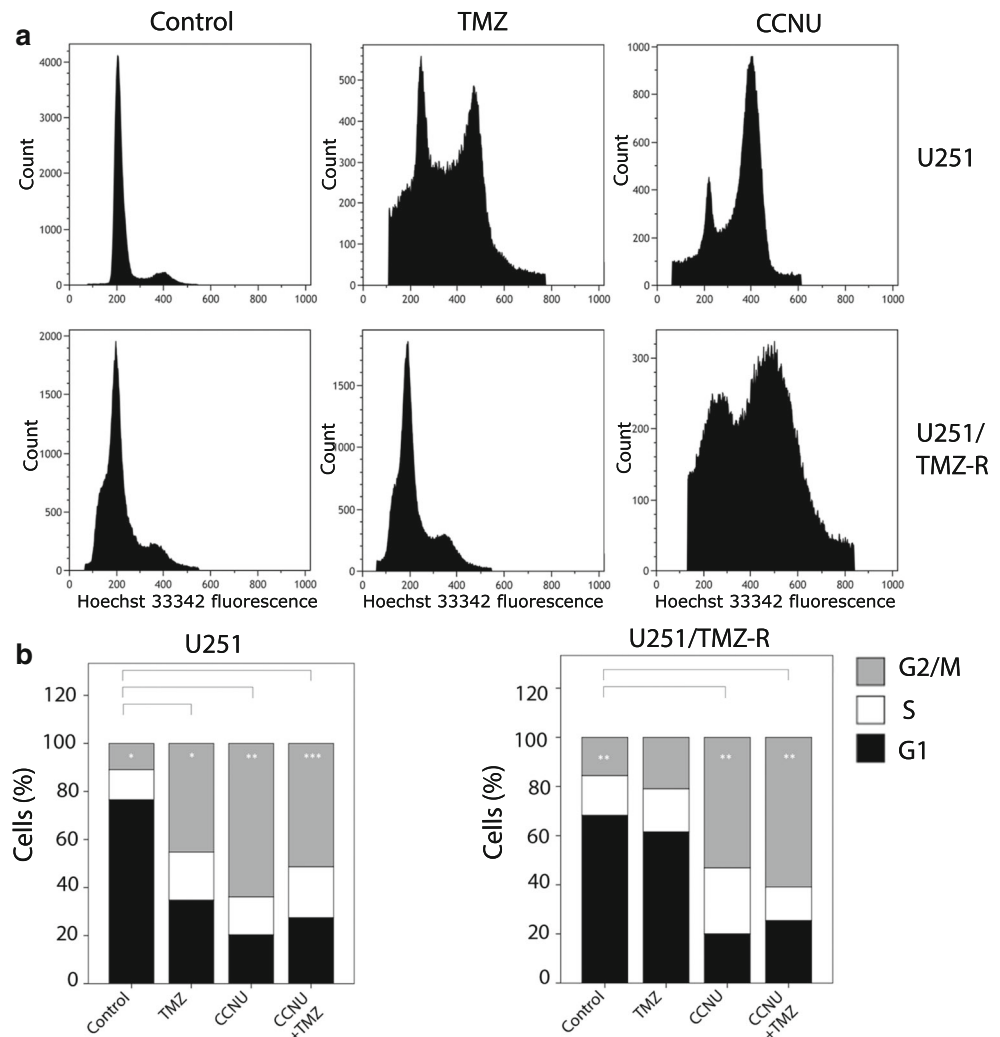 a
Control
TMZ
CCNU
4000
3000
2000
1000
0
Count
0 200 400 600 800 1000
500
400
300
200
100
0
Count
0 200 400 600 800 1000
1000
800
600
400
200
0
Count
0 200 400 600 800 1000
U251
2000
1500
1000
500
0
Count
0 200 400 600 800 1000
Hoechst 33342 fluorescence
1500
1000
500
0
Count
0 200 400 600 800 1000
Hoechst 33342 fluorescence
300
200
100
0
Count
0 200 400 600 800 1000
Hoechst 33342 fluorescence
U251/
TMZ-R
b
U251
120
100
80
60
40
20
0
Cells (%)
* * ** ***
Control
TMZ
CCNU
CCNU
+TMZ
U251/TMZ-R
120
100
80
60
40
20
0
Cells (%)
** ** **
Control
TMZ
CCNU
CCNU
+TMZ
G2/M
S
G1